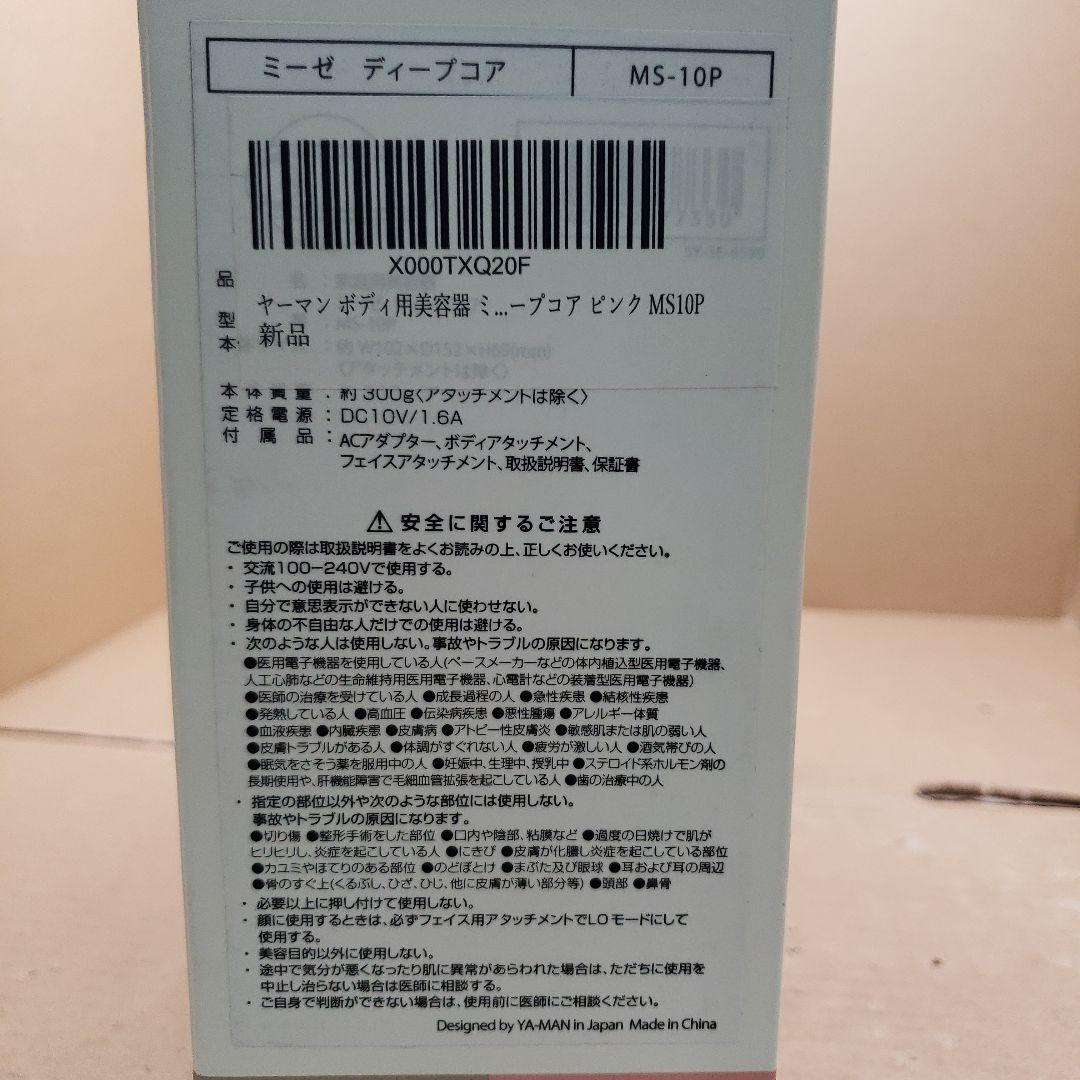 ミーゼ ディープコア
MS-10P
X000TXQ20F
ヤーマン ボディ用美容器 ミ...ープコア ピンク MS10P
新品
品
型
本
約 W102×D153×H69(mm)
〈アタッチメントは除く〉
本体質量：約300g〈アタッチメントは除く〉
定格電源：DC10V/1.6A
付属品：ACアダプター、ボディアタッチメント、
フェイスアタッチメント、取扱説明書、保証書
⚠安全に関するご注意
ご使用の際は取扱説明書をよくお読みの上、正しくお使いください。
・交流100−240Vで使用する。
・子供への使用は避ける。
・自分で意思表示ができない人に使わせない。
・身体の不自由な人だけでの使用は避ける。
・次のような人は使用しない。事故やトラブルの原因になります。
●医用電子機器を使用している人(ペースメーカーなどの体内植込型医用電子機器、
人工心肺などの生命維持用医用電子機器、心電計などの装着型医用電子機器)
●医師の治療を受けている人 ●成長過程の人 ●急性疾患 ●結核性疾患
●発熱している人 ●高血圧 ●伝染病疾患 ●悪性腫瘍 ●アレルギー体質
●血液疾患 ●内臓疾患 ●皮膚病 ●アトピー性皮膚炎 ●敏感肌または肌の弱い人
●皮膚トラブルがある人 ●体調がすぐれない人 ●疲労が激しい人 ●酒気帯びの人
●眠気をさそう薬を服用中の人 ●妊娠中、生理中、授乳中 ●ステロイド系ホルモン剤の
長期使用や、肝機能障害で毛細血管拡張を起こしている人 ●歯の治療中の人
・指定の部位以外や次のような部位には使用しない。
事故やトラブルの原因になります。
●切り傷 ●整形手術をした部位 ●口内や陰部、粘膜など ●過度の日焼けで肌が
ヒリヒリし、炎症を起こしている人 ●にきび ●皮膚が化膿し炎症を起こしている部位
●カユミやほてりのある部位 ●のどぼとけ ●まぶた及び眼球 ●耳および耳の周辺
●骨のすぐ上(くるぶし、ひざ、ひじ、他に皮膚が薄い部分等) ●頭部 ●鼻骨
・必要以上に押し付けて使用しない。
・顔に使用するときは、必ずフェイス用アタッチメントでLOモードにして
使用する。
・美容目的以外に使用しない。
・途中で気分が悪くなったり肌に異常があらわれた場合は、ただちに使用を
中止し治らない場合は医師に相談する。
・ご自身で判断ができない場合は、使用前に医師にご相談ください。
Designed by YA-MAN in Japan Made in China